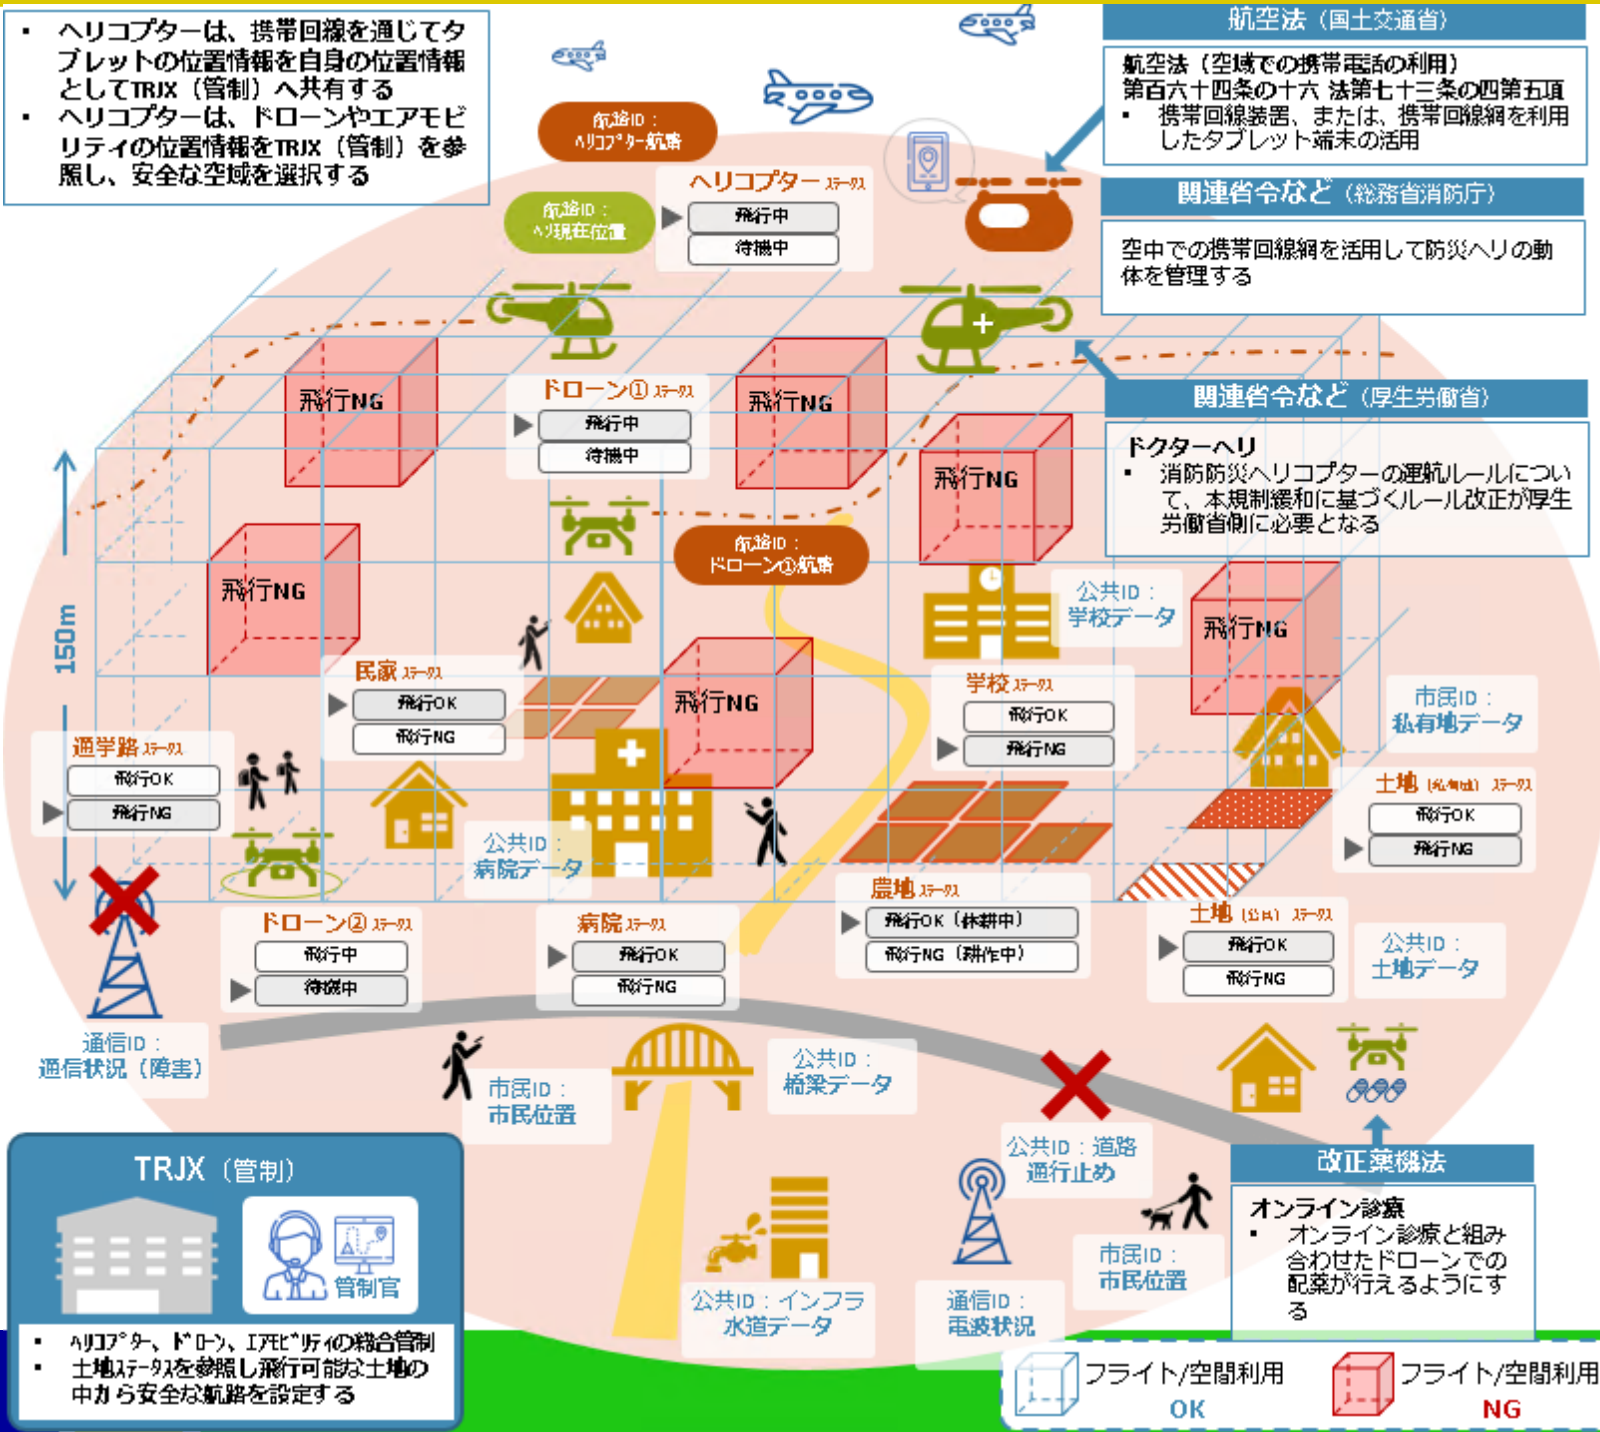 ▪ ヘリコプターは、携帯回線を通じてタ
ブレットの位置情報を自身の位置情報
としてTRJX（管制）へ共有する
▪ ヘリコプターは、ドローンやエアモビ
リティの位置情報をTRJX（管制）を参
照し、安全な空域を選択する
航空法（国土交通省）
航空法（空域での携帯電話の利用）
第百六十四条の十六 法第七十三条の四第五項
▪ 携帯回線装置、または、携帯回線網を利用
したタブレット端末の活用
航路ID：
ヘリコプター航路
ヘリコプター ステータス
飛行中
待機中
航路ID：
ヘリ現在位置
関連省令など（総務省消防庁）
空中での携帯回線網を活用して防災ヘリの動
体を管理する
関連省令など（厚生労働省）
ドクターヘリ
▪ 消防防災ヘリコプターの運航ルールについ
て、本規制緩和に基づくルール改正が厚生
労働省側に必要となる
飛行NG
ドローン① ステータス
飛行中
待機中
飛行NG
飛行NG
航路ID：
ドローン①航路
飛行NG
150m
公共ID：
学校データ
飛行NG
民家 ステータス
飛行OK
飛行NG
飛行NG
学校 ステータス
飛行OK
飛行NG
市民ID：
私有地データ
通学路 ステータス
飛行OK
飛行NG
土地（私有地） ステータス
飛行OK
飛行NG
公共ID：
病院データ
農地 ステータス
飛行OK（休耕中）
飛行NG（耕作中）
ドローン② ステータス
飛行中
待機中
病院 ステータス
飛行OK
飛行NG
土地（公共） ステータス
飛行OK
飛行NG
公共ID：
土地データ
通信ID：
通信状況（障害）
市民ID：
市民位置
公共ID：
橋梁データ
公共ID：道路
通行止め
改正薬機法
オンライン診療
▪ オンライン診療と組み
合わせたドローンでの
配薬が行えるようにす
る
TRJX（管制）
管制官
▪ ヘリコプター、ドローン、エアモビリティの総合管制
▪ 土地ステータスを参照し飛行可能な土地の
中から安全な航路を設定する
公共ID：インフラ
水道データ
通信ID：
電波状況
市民ID：
市民位置
フライト/空間利用
OK
フライト/空間利用
NG